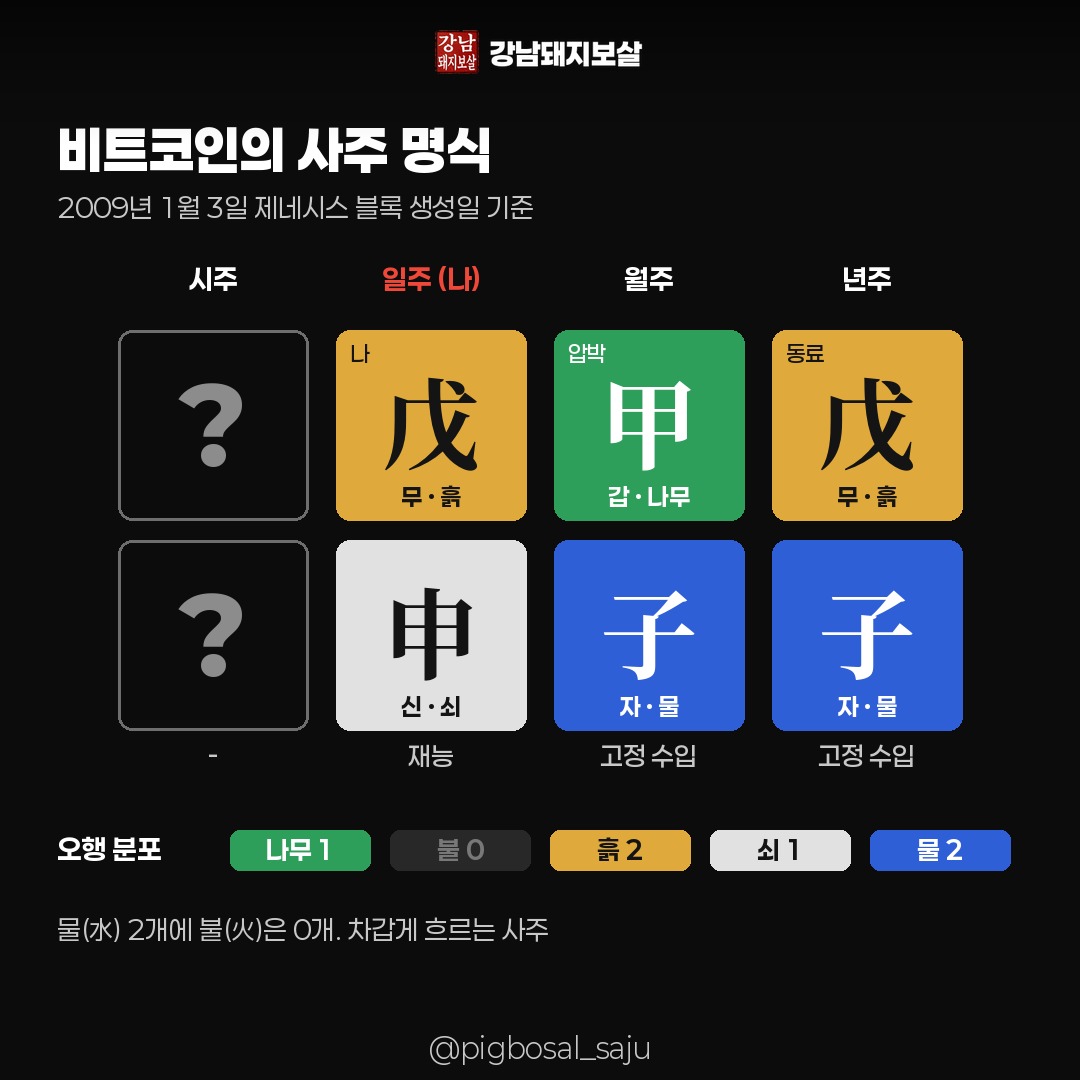 강남
돼지보살
강남돼지보살
비트코인의 사주 명식
2009년 1월 3일 제네시스 블록 생성일 기준
시주 일주 (나) 월주 년주
? 나 압박 동료
戊 甲 戊
무·흙 갑·나무 무·흙
? 申 子 子
신·쇠 자·물 자·물
- 재능 고정 수입 고정 수입
오행 분포 나무 1 불 0 흙 2 쇠 1 물 2
물(水) 2개에 불(火)은 0개. 차갑게 흐르는 사주
@pigbosal_saju